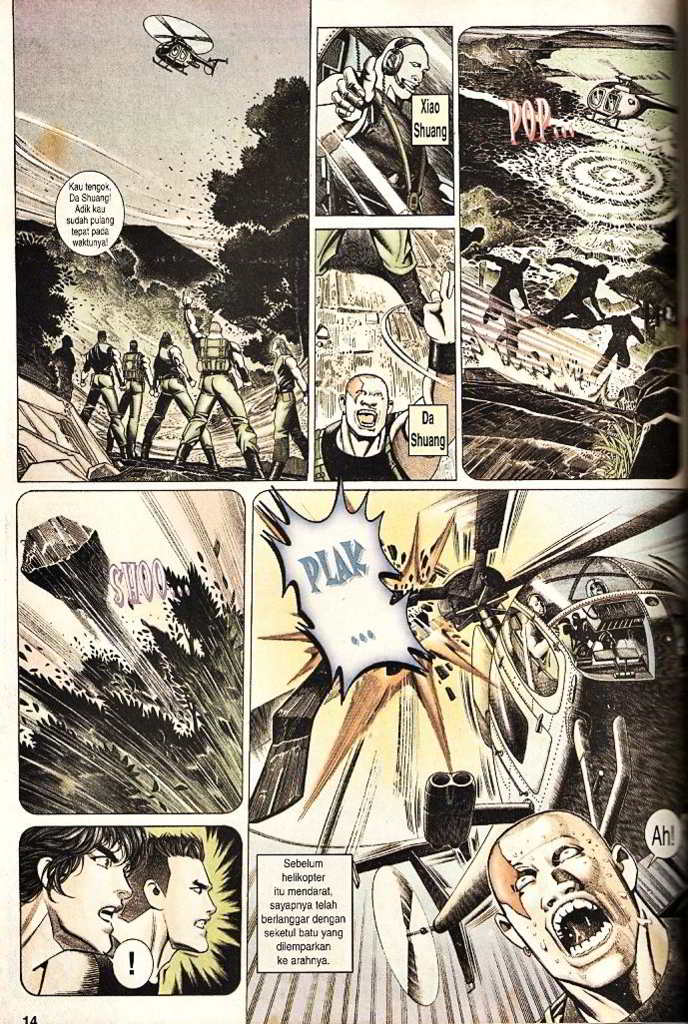 Kau tengok,
Da Shuang!
Adik kau
sudah pulang
tepat pada
waktunya!
Xiao
Shuang
Da
Shuang
POP...
SHOO...
PLAK
...
!
Sebelum
helikopter
itu mendarat,
sayapnya telah
berlanggar dengan
seketul batu yang
dilemparkan
ke arahnya.
Ah!
14